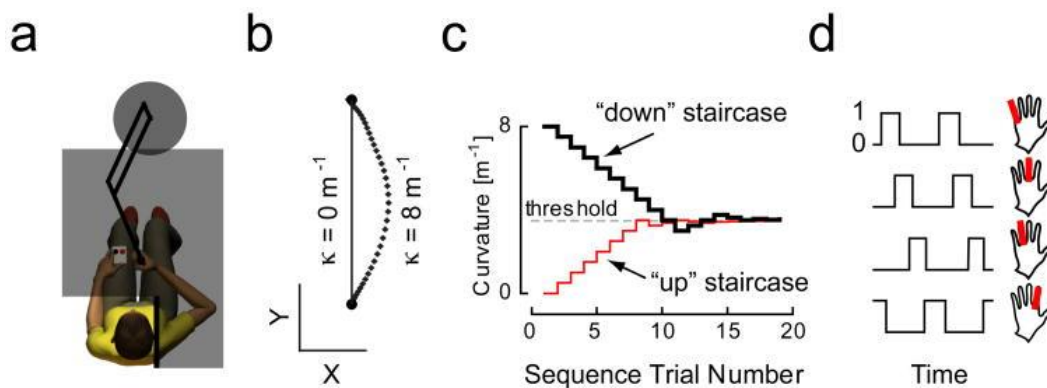 a
b
κ = 0 m⁻¹
κ = 8 m⁻¹
Y
X
c
Curvature [m⁻¹]
8
0
"down" staircase
threshold
"up" staircase
0 5 10 15 20
Sequence Trial Number
d
1
0
Time